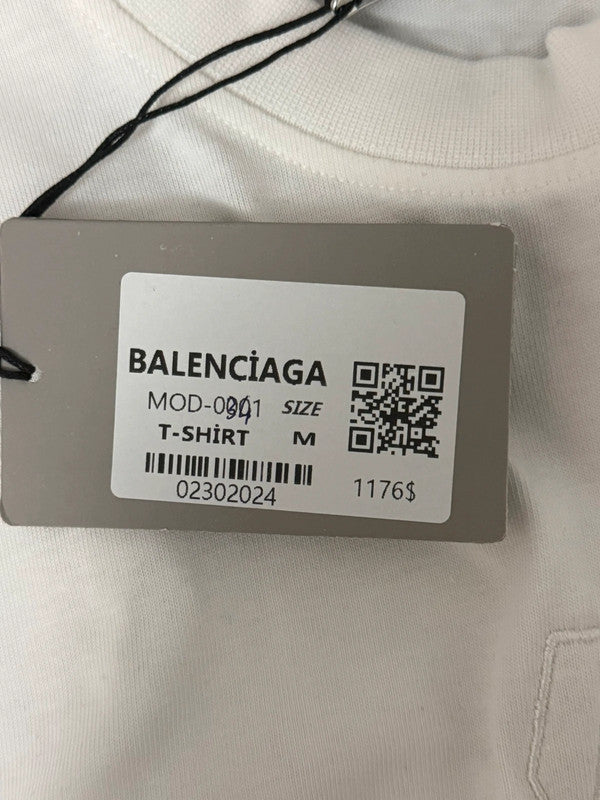 BALENCİAGA
SIZE
T-SHİRT M
02302024
1176$